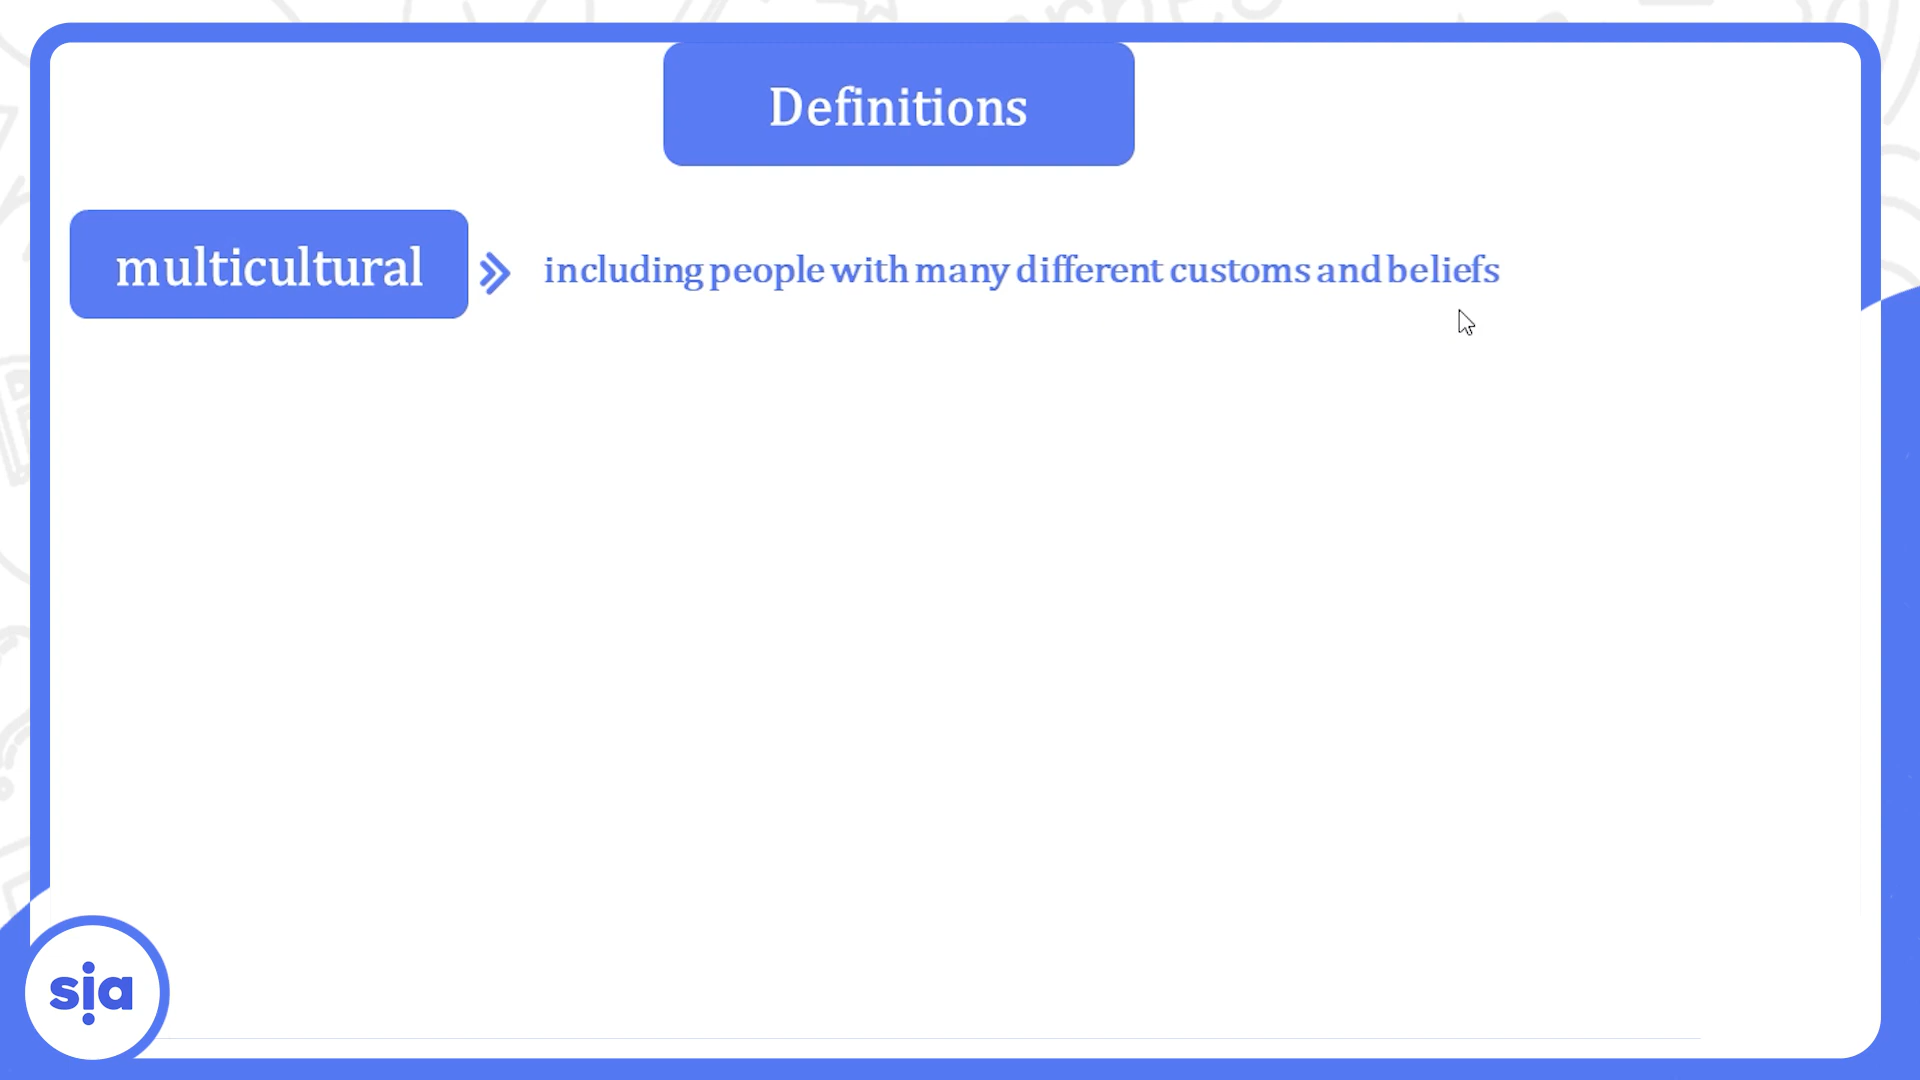 Definitions
multicultural
including people with many different customs and beliefs
sia